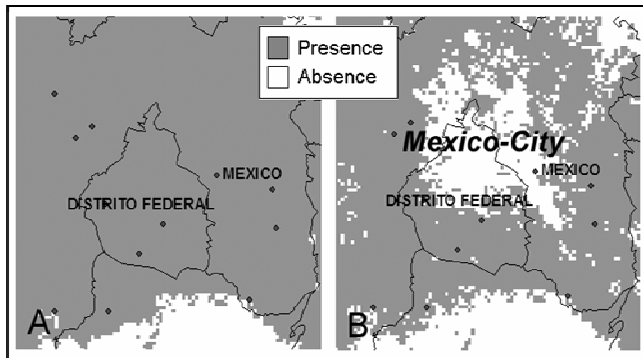 Presence
Absence
MEXICO
DISTRITO FEDERAL
A
Mexico-City
MEXICO
DISTRITO FEDERAL
B